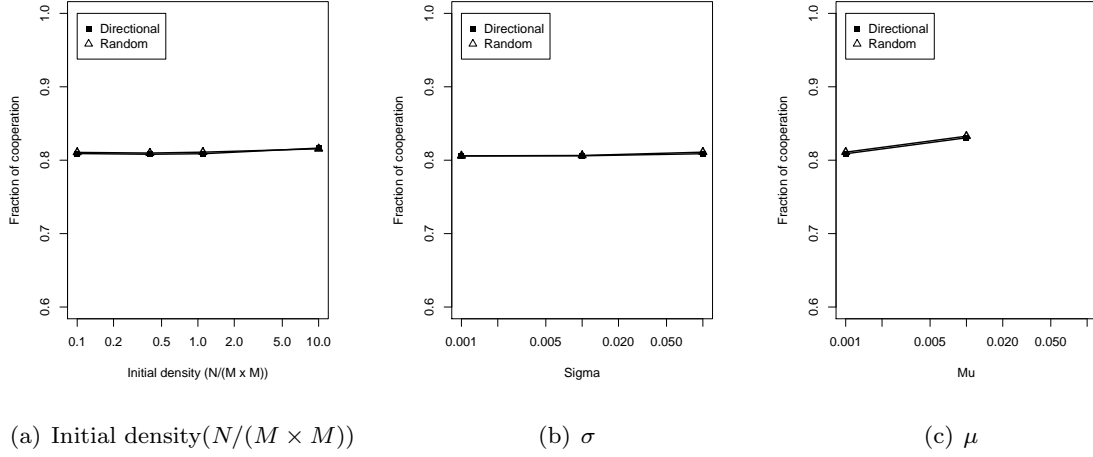 1.0
0.9
0.8
0.7
0.6
Fraction of cooperation
Directional
Random
0.1 0.2 0.5 1.0 2.0 5.0 10.0
Initial density (N/(M x M))
(a) Initial density(N/(M × M))
1.0
0.9
0.8
0.7
0.6
Fraction of cooperation
Directional
Random
0.001 0.005 0.020 0.050
Sigma
(b) σ
1.0
0.9
0.8
0.7
0.6
Fraction of cooperation
Directional
Random
0.001 0.005 0.020 0.050
Mu
(c) μ